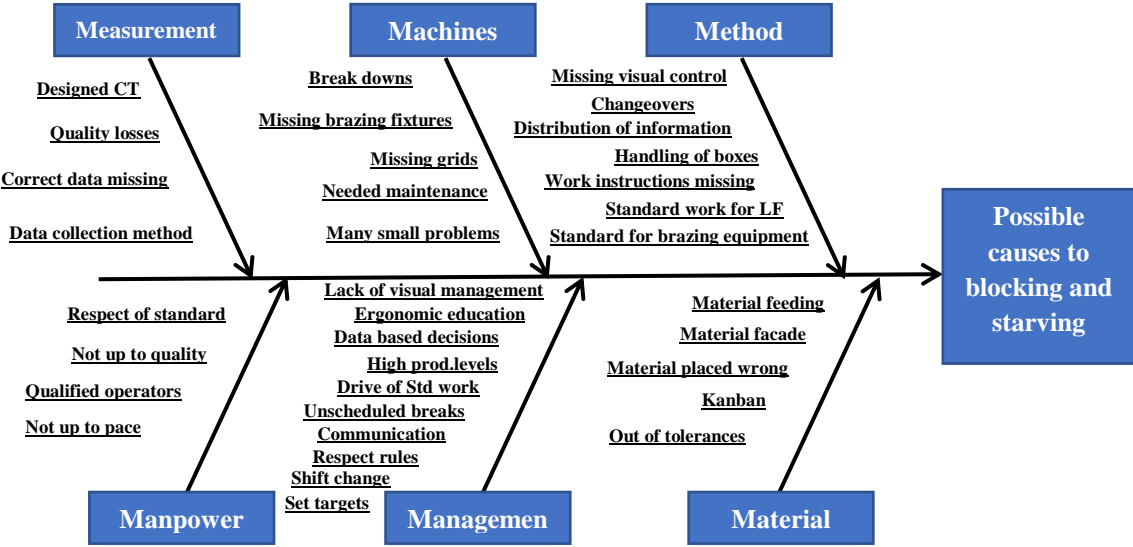 Measurement
Machines
Method
Designed CT
Quality losses
Correct data missing
Data collection method
Break downs
Missing brazing fixtures
Missing grids
Needed maintenance
Many small problems
Missing visual control
Changeovers
Distribution of information
Handling of boxes
Work instructions missing
Standard work for LF
Standard for brazing equipment
Possible
causes to
blocking and
starving
Respect of standard
Not up to quality
Qualified operators
Not up to pace
Lack of visual management
Ergonomic education
Data based decisions
High prod.levels
Drive of Std work
Unscheduled breaks
Communication
Respect rules
Shift change
Set targets
Material feeding
Material facade
Material placed wrong
Kanban
Out of tolerances
Manpower
Managemen
Material